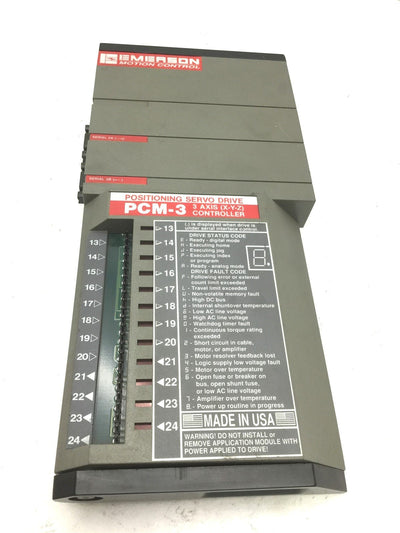 EMERSON
MOTION CONTROL
POSITIONING SERVO DRIVE
PCM-3 3 AXIS (X-Y-Z)
CONTROLLER
(.) is displayed when drive is
under serial interface control
DRIVE STATUS CODE
- Ready - digital mode
- Executing home
- Executing jog
- Executing index
or program
- Ready - analog mode
DRIVE FAULT CODE
- Following error or external
count limit exceeded
- Travel limit exceeded
- Non-volatile memory fault
- High DC bus
- Internal shunt over temperature
- Low AC line voltage
- High AC line voltage
- Watchdog timer fault
- Continuous torque rating
exceeded
2 - Short circuit in cable,
motor, or amplifier
3 - Motor resolver feedback lost
4 - Logic supply low voltage fault
5 - Motor over temperature
6 - Open fuse or breaker on
bus, open shunt fuse,
or low AC line voltage
7 - Amplifier over temperature
8. - Power up routine in progress
MADE IN USA
WARNING! DO NOT INSTALL or
REMOVE APPLICATION MODULE WITH
POWER APPLIED TO DRIVE!
13
14
15
16
17
18
19
20
21
22
23
24
13
14
15
16
17
18
19
20
21
22
23
24